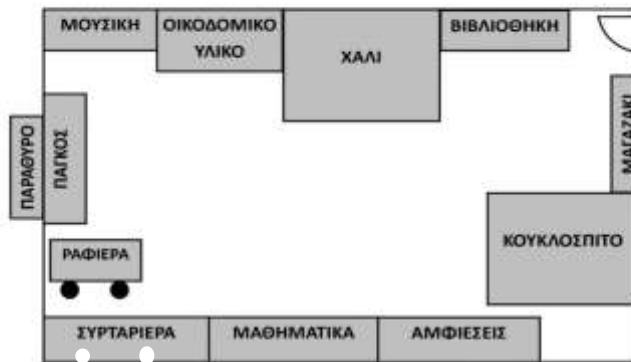 ΜΟΥΣΙΚΗ
ΟΙΚΟΔΟΜΙΚΟ
ΥΛΙΚΟ
ΧΑΛΙ
ΒΙΒΛΙΟΘΗΚΗ
ΠΑΡΑΘΥΡΟ
ΠΑΓΚΟΣ
ΜΑΓΑΖΑΚΙ
ΚΟΥΚΛΟΣΠΙΤΟ
ΡΑΦΙΕΡΑ
ΣΥΡΤΑΡΙΕΡΑ
ΜΑΘΗΜΑΤΙΚΑ
ΑΜΦΙΕΣΕΙΣ